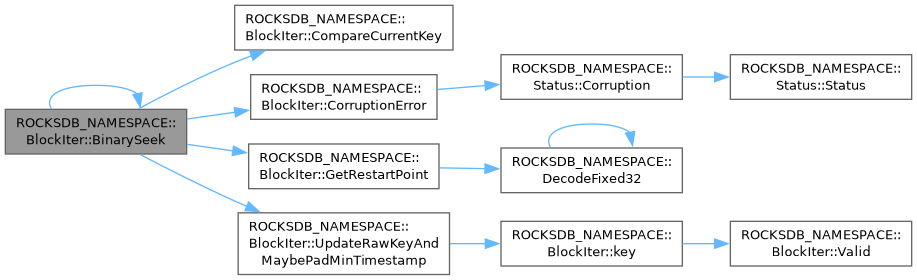 ROCKSDB_NAMESPACE::
BlockIter::BinarySeek
ROCKSDB_NAMESPACE::
BlockIter::CompareCurrentKey
ROCKSDB_NAMESPACE::
BlockIter::CorruptionError
ROCKSDB_NAMESPACE::
Status::Corruption
ROCKSDB_NAMESPACE::
Status::Status
ROCKSDB_NAMESPACE::
BlockIter::GetRestartPoint
ROCKSDB_NAMESPACE::
DecodeFixed32
ROCKSDB_NAMESPACE::
BlockIter::UpdateRawKeyAnd
MaybePadMinTimestamp
ROCKSDB_NAMESPACE::
BlockIter::key
ROCKSDB_NAMESPACE::
BlockIter::Valid